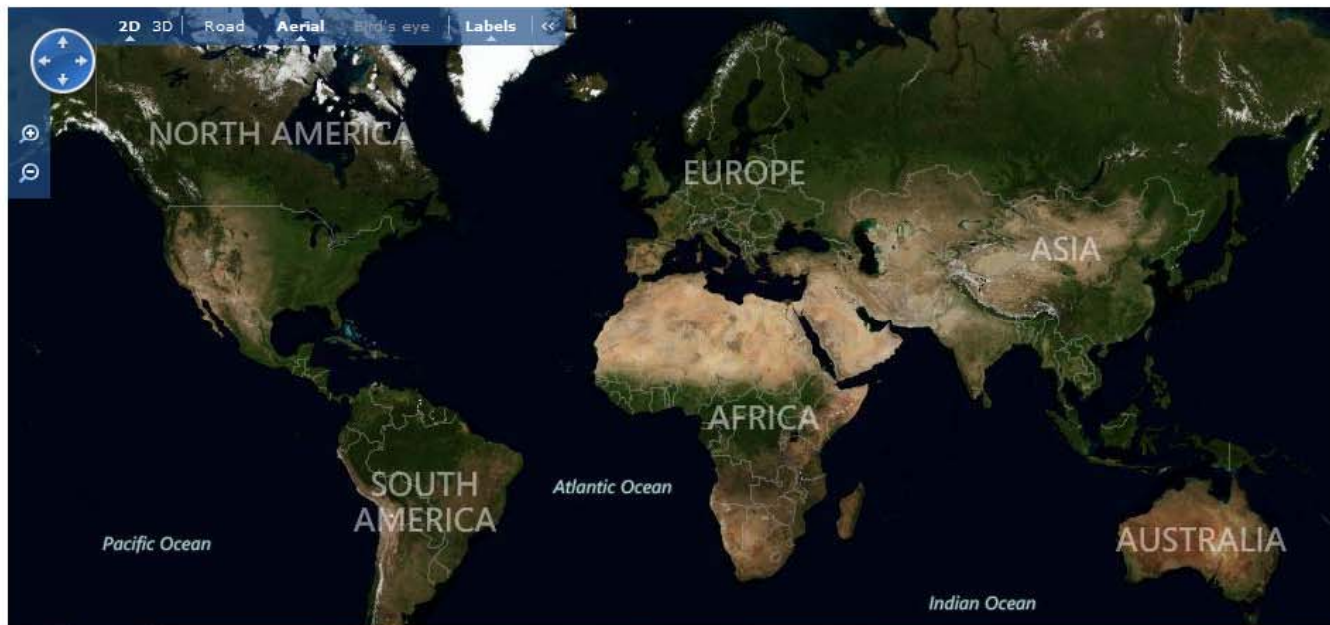 2D 3D Road Aerial Bird's eye Labels <<
NORTH AMERICA
EUROPE
ASIA
AFRICA
SOUTH
AMERICA
Atlantic Ocean
Pacific Ocean
AUSTRALIA
Indian Ocean